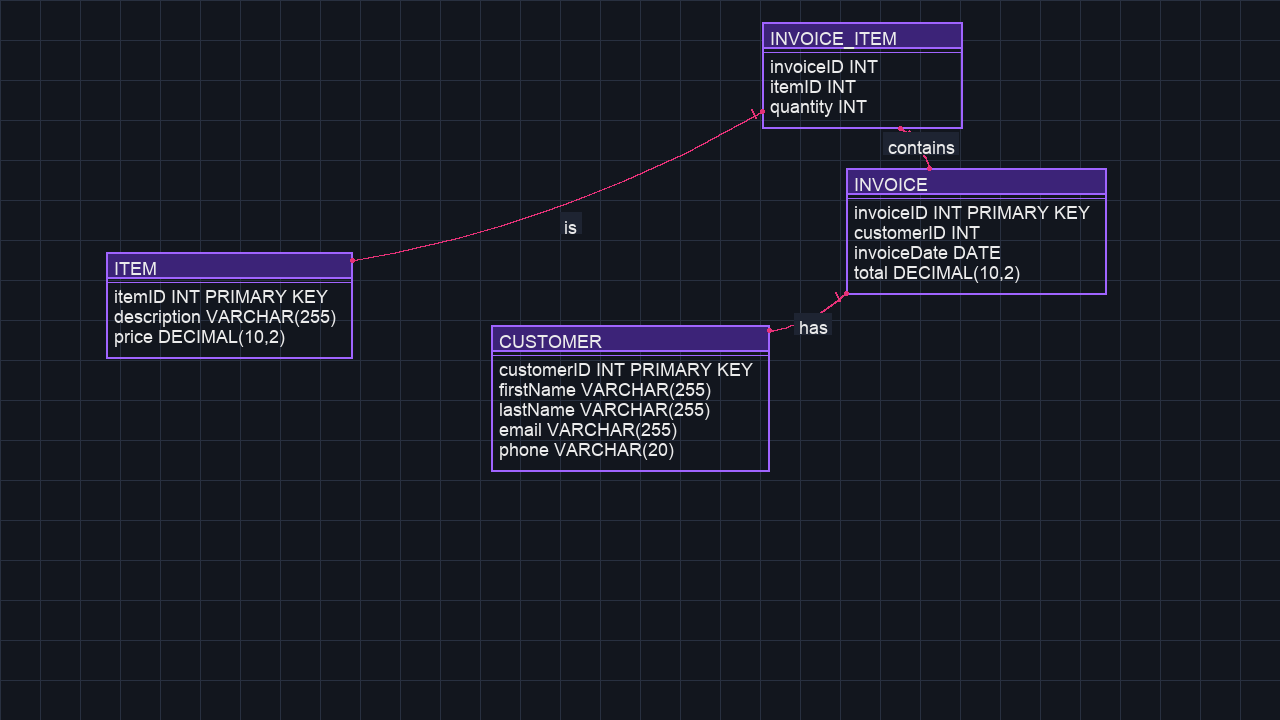 INVOICE_ITEM
invoiceID INT
itemID INT
quantity INT
contains
INVOICE
invoiceID INT PRIMARY KEY
customerID INT
invoiceDate DATE
total DECIMAL(10,2)
is
ITEM
itemID INT PRIMARY KEY
description VARCHAR(255)
price DECIMAL(10,2)
has
CUSTOMER
customerID INT PRIMARY KEY
firstName VARCHAR(255)
lastName VARCHAR(255)
email VARCHAR(255)
phone VARCHAR(20)